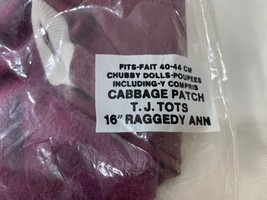 FITS-FAIT 40-44 CM
CHUBBY DOLLS-POUPEES
INCLUDING-Y COMPRIS
CABBAGE PATCH
T. J. TOTS
16" RAGGEDY ANN